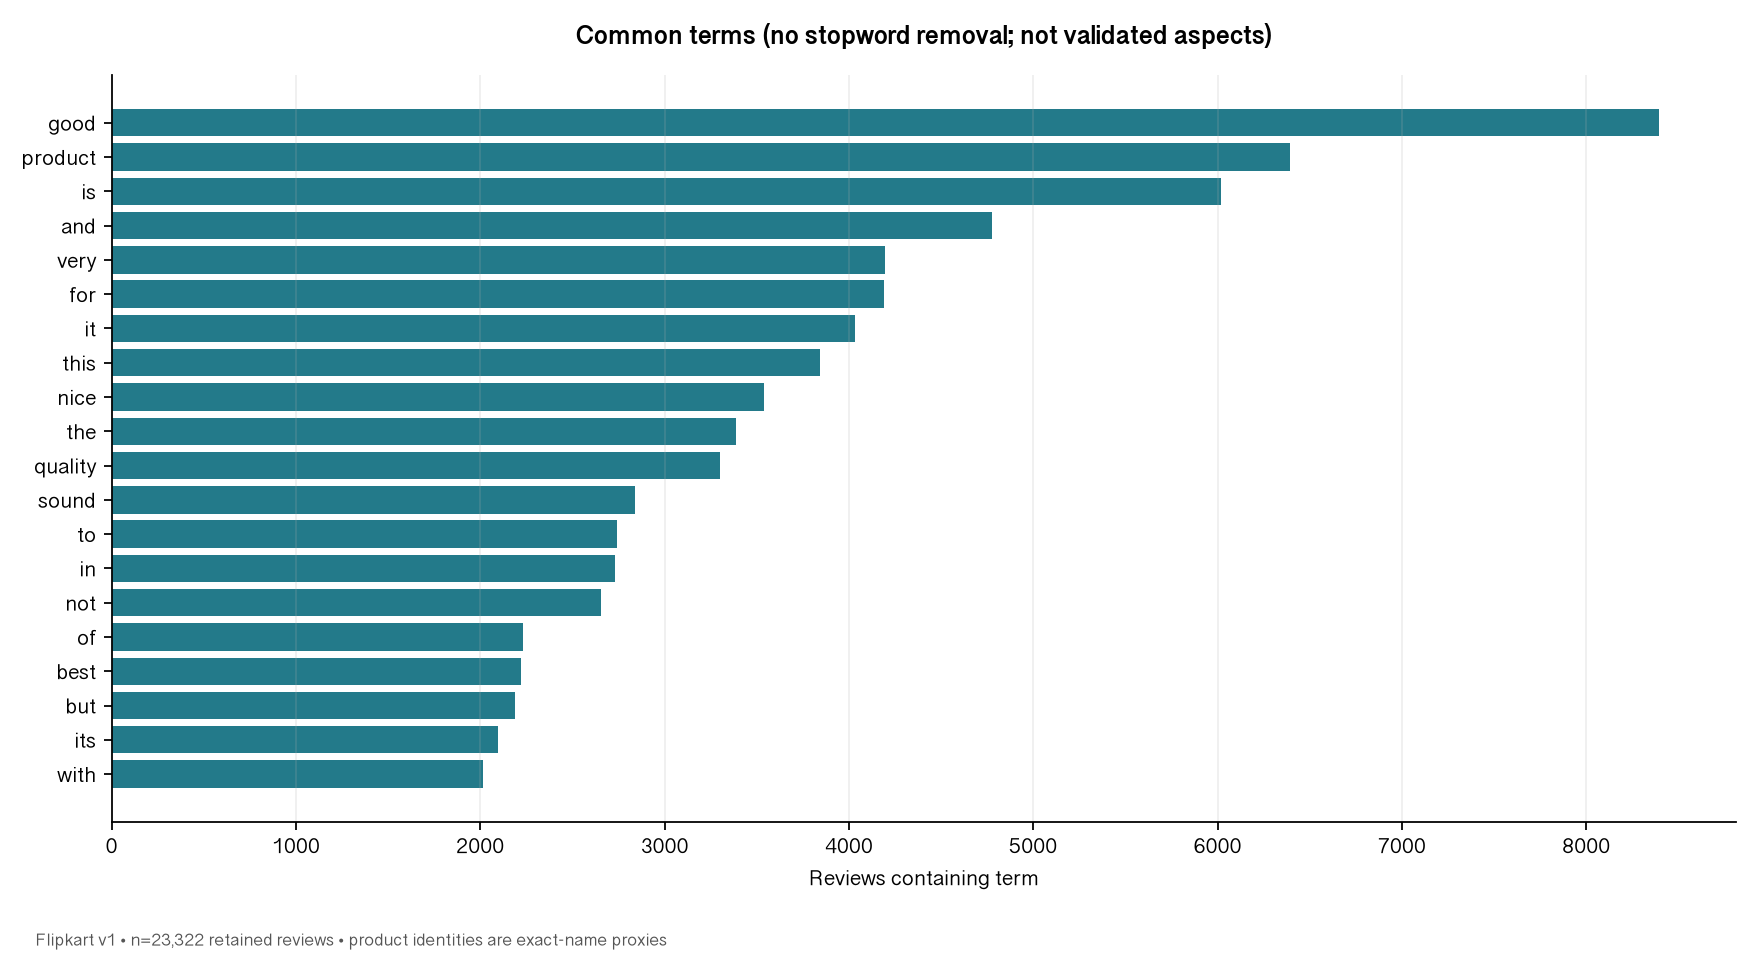 Common terms (no stopword removal; not validated aspects)
good
product
is
and
very
for
it
this
nice
the
quality
sound
to
in
not
of
best
but
its
with
0 1000 2000 3000 4000 5000 6000 7000 8000
Reviews containing term
Flipkart v1 • n=23,322 retained reviews • product identities are exact-name proxies